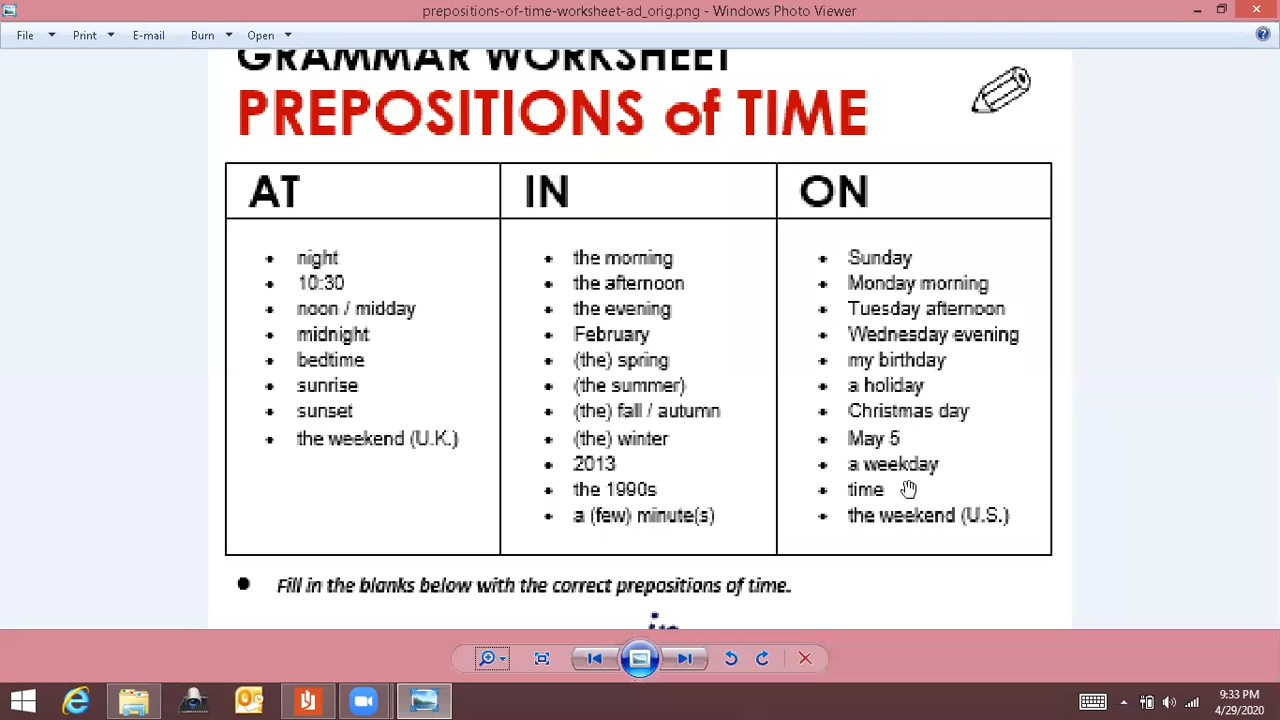 prepositions-of-time-worksheet-ad_orig.png - Windows Photo Viewer
File Print E-mail Burn Open
GRAMMAR WORKSHEET
PREPOSITIONS of TIME
AT
night
10:30
noon / midday
midnight
bedtime
sunrise
sunset
the weekend (U.K.)
IN
the morning
the afternoon
the evening
February
(the) spring
(the summer)
(the) fall / autumn
(the) winter
2013
the 1990s
a (few) minute(s)
ON
Sunday
Monday morning
Tuesday afternoon
Wednesday evening
my birthday
a holiday
Christmas day
May 5
a weekday
time
the weekend (U.S.)
Fill in the blanks below with the correct prepositions of time.
9:33 PM
4/29/2020